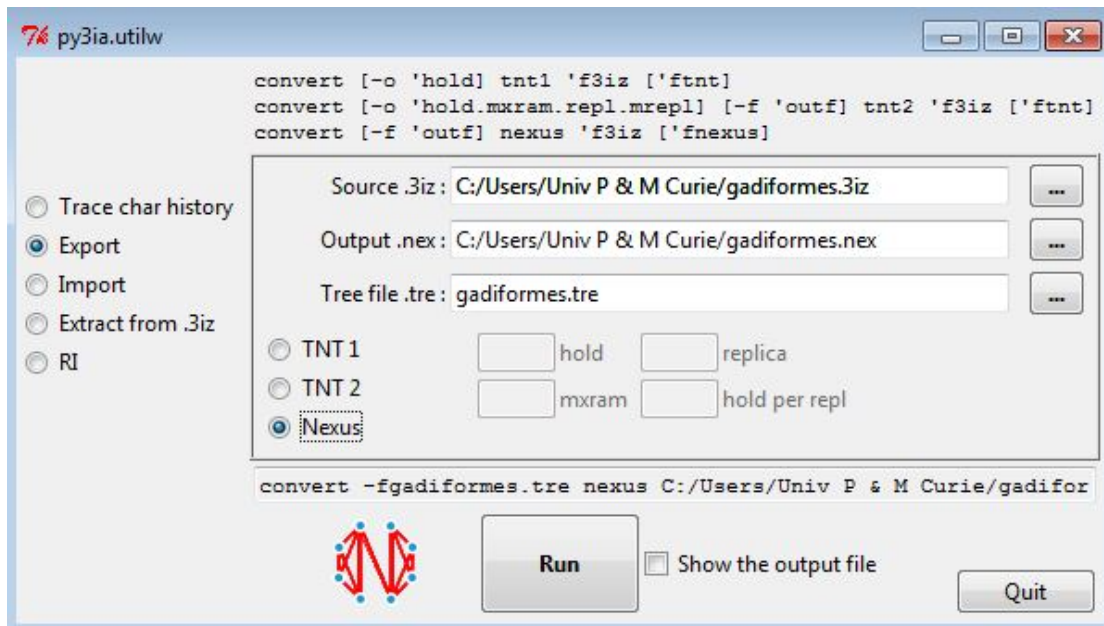 py3ia.utilw
convert [-o 'hold] tnt1 'f3iz ['ftnt]
convert [-o 'hold.mxram.repl.mrepl] [-f 'outf] tnt2 'f3iz ['ftnt]
convert [-f 'outf] nexus 'f3iz ['fnexus]
Trace char history
Export
Import
Extract from .3iz
RI
Source .3iz : C:/Users/Univ P & M Curie/gadiformes.3iz ...
Output .nex : C:/Users/Univ P & M Curie/gadiformes.nex ...
Tree file .tre : gadiformes.tre ...
TNT 1 hold replica
TNT 2 mxram hold per repl
Nexus
convert -fgadiformes.tre nexus C:/Users/Univ P & M Curie/gadifor
Run Show the output file
Quit